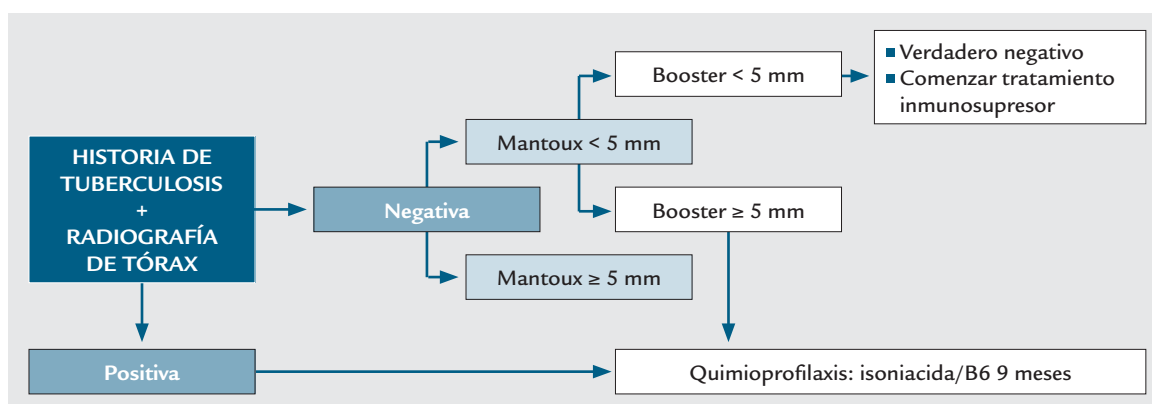 HISTORIA DE
TUBERCULOSIS
+
RADIOGRAFÍA
DE TÓRAX
Negativa
Positiva
Mantoux < 5 mm
Mantoux ≥ 5 mm
Booster < 5 mm
Booster ≥ 5 mm
Verdadero negativo
Comenzar tratamiento
inmunosupresor
Quimioprofilaxis: isoniacida/B6 9 meses